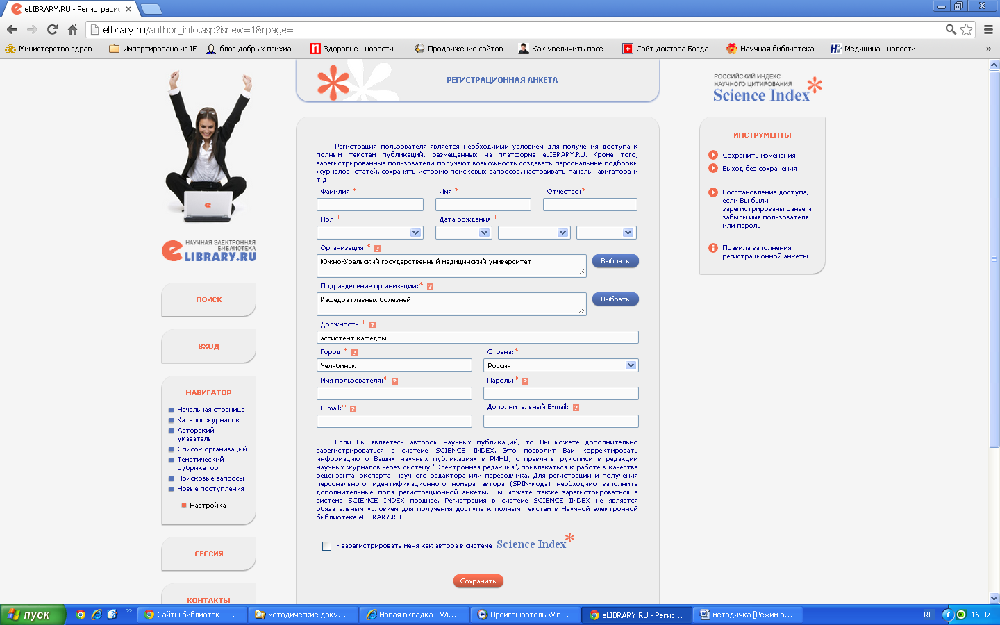 eLIBRARY.RU - Регистрацис
elibrary.ru/author_info.asp?isnew=1&rpage=
Министерство здрав...
Импортировано из IE
блог добрых психиа...
Здоровье - новости ...
Продвижение сайтов...
Как увеличить посе...
Сайт доктора Богда...
Научная библиотека...
Медицина - новости ...
»
НАУЧНАЯ ЭЛЕКТРОННАЯ
БИБЛИОТЕКА
eLIBRARY.RU
ПОИСК
ВХОД
НАВИГАТОР
Начальная страница
Каталог журналов
Авторский
указатель
Список организаций
Тематический
рубрикатор
Поисковые запросы
Новые поступления
Настройка
СЕССИЯ
КОНТАКТЫ
РЕГИСТРАЦИОННАЯ АНКЕТА
Регистрация пользователя является необходимым условием для получения доступа к
полным текстам публикаций, размещенных на платформе eLIBRARY.RU. Кроме того,
зарегистрированные пользователи получают возможность создавать персональные подборки
журналов, статей, сохранять историю поисковых запросов, настраивать панель навигатора и
т.д.
Фамилия:* Имя:* Отчество:*
Пол:* Дата рождения:*
Организация:* ?
Южно-Уральский государственный медицинский университет
Выбрать
Подразделение организации:* ?
Кафедра глазных болезней
Выбрать
Должность:* ?
ассистент кафедры
Город:* ? Страна:*
Челябинск Россия
Имя пользователя:* ? Пароль:* ?
E-mail:* ? Дополнительный E-mail: ?
Если Вы являетесь автором научных публикаций, то Вы можете дополнительно
зарегистрироваться в системе SCIENCE INDEX. Это позволит Вам корректировать
информацию о Ваших научных публикациях в РИНЦ, отправлять рукописи в редакции
научных журналов через систему "Электронная редакция", привлекаться к работе в качестве
рецензента, эксперта, научного редактора или переводчика. Для регистрации и получения
персонального идентификационного номера автора (SPIN-кода) необходимо заполнить
дополнительные поля регистрационной анкеты. Вы можете также зарегистрироваться в
системе SCIENCE INDEX позднее. Регистрация в системе SCIENCE INDEX не является
обязательным условием для получения доступа к полным текстам в Научной электронной
библиотеке eLIBRARY.RU
- зарегистрировать меня как автора в системе Science Index*
Сохранить
РОССИЙСКИЙ ИНДЕКС
НАУЧНОГО ЦИТИРОВАНИЯ
Science Index*
ИНСТРУМЕНТЫ
Сохранить изменения
Выход без сохранения
Восстановление доступа,
если Вы были
зарегистрированы ранее и
забыли имя пользователя
или пароль
Правила заполнения
регистрационной анкеты
пуск
»
Сайты библиотек - ...
методические доку...
Новая вкладка - Wi...
Проигрыватель Win...
eLIBRARY.RU - Регис...
методичка [Режим о...
RU
16:07